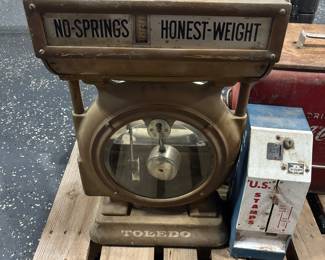 NO-SPRINGS HONEST-WEIGHT
TOLEDO
U.S.
STAMPS